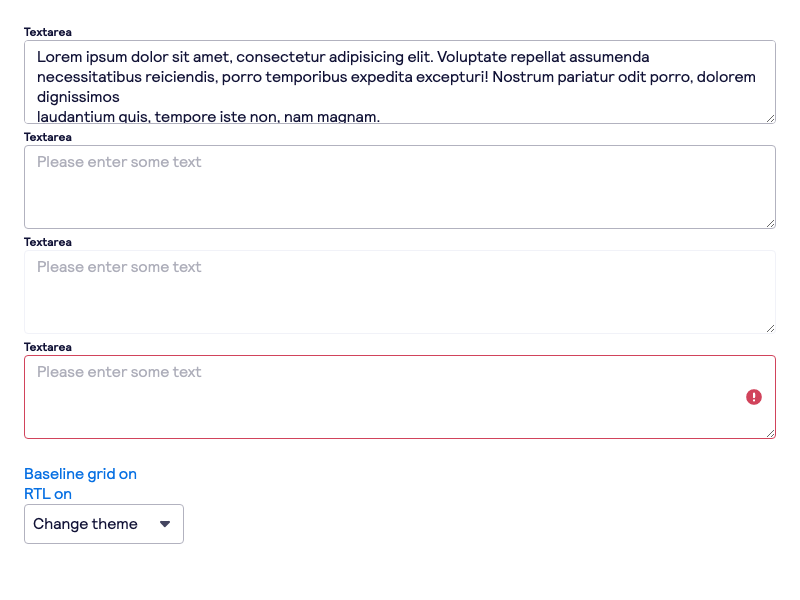 Textarea
Lorem ipsum dolor sit amet, consectetur adipisicing elit. Voluptate repellat assumenda
necessitatibus reiciendis, porro temporibus expedita excepturi! Nostrum pariatur odit porro, dolorem
dignissimos
laudantium quis, tempore iste non, nam magnam.
Textarea
Please enter some text
Textarea
Please enter some text
Textarea
Please enter some text
Baseline grid on
RTL on
Change theme